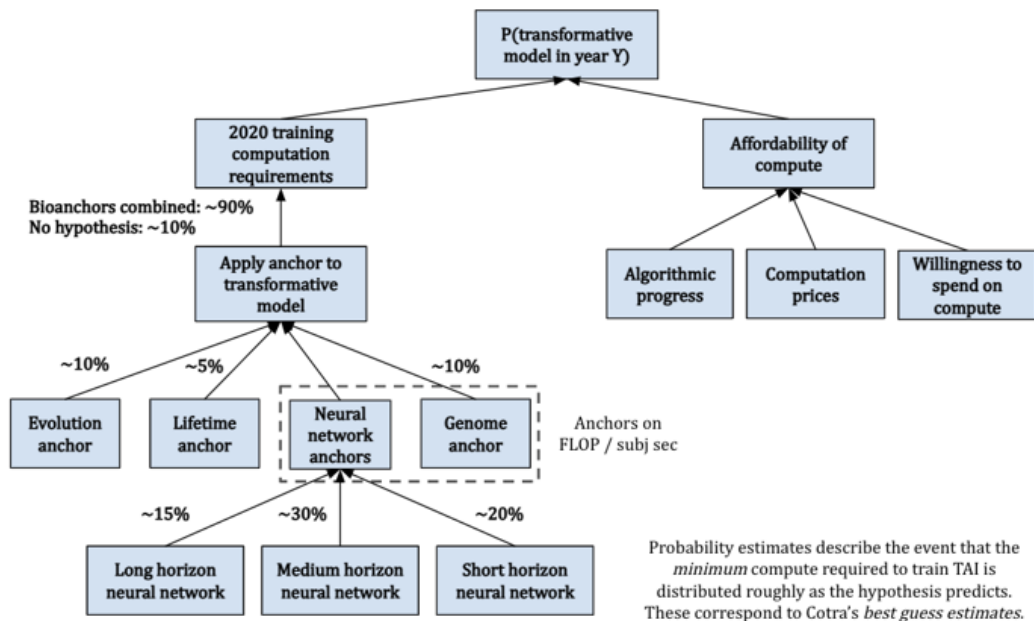 P(transformative
model in year Y)
2020 training
computation
requirements
Affordability of
compute
Bioanchors combined: ~90%
No hypothesis: ~10%
Apply anchor to
transformative
model
Algorithmic
progress
Computation
prices
Willingness to
spend on
compute
~10%
~5%
~10%
Evolution
anchor
Lifetime
anchor
Neural
network
anchors
Genome
anchor
Anchors on
FLOP / subj sec
~15%
~30%
~20%
Long horizon
neural network
Medium horizon
neural network
Short horizon
neural network
Probability estimates describe the event that the
minimum compute required to train TAI is
distributed roughly as the hypothesis predicts.
These correspond to Cotra's best guess estimates.